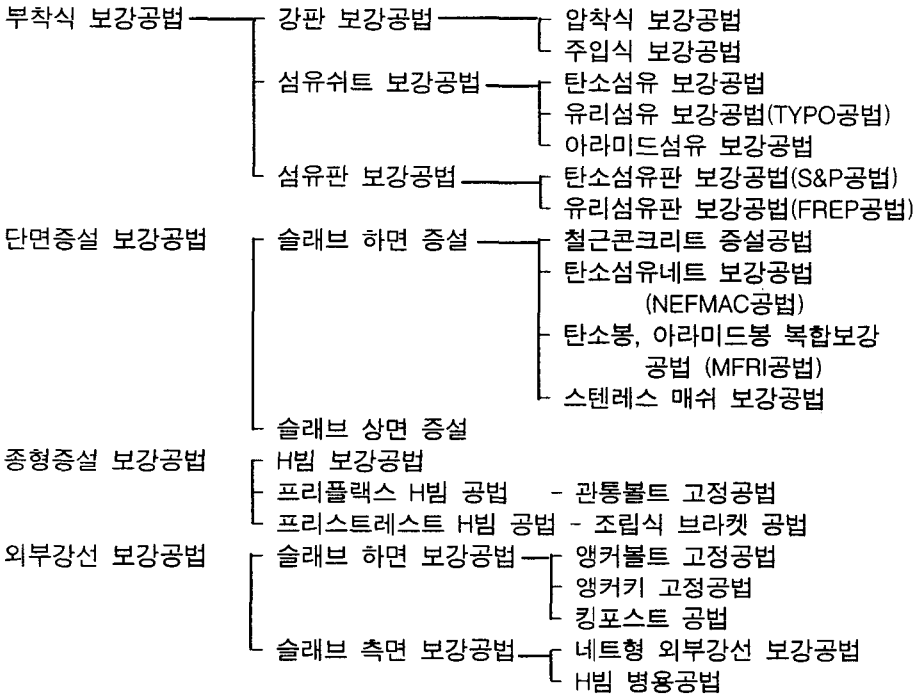 부착식 보강공법 강판 보강공법 압착식 보강공법
주입식 보강공법
섬유쉬트 보강공법 탄소섬유 보강공법
유리섬유 보강공법(TYPO공법)
아라미드섬유 보강공법
섬유판 보강공법 탄소섬유판 보강공법(S&P공법)
유리섬유판 보강공법(FREP공법)
단면증설 보강공법 슬래브 하면 증설 철근콘크리트 증설공법
탄소섬유네트 보강공법
(NEFMAC공법)
탄소봉, 아라미드봉 복합보강
공법 (MFRI공법)
스텐레스 매쉬 보강공법
슬래브 상면 증설
종형증설 보강공법 H빔 보강공법
프리플랙스 H빔 공법 - 관통볼트 고정공법
프리스트레스트 H빔 공법 - 조립식 브라켓 공법
외부강선 보강공법 슬래브 하면 보강공법 앵커볼트 고정공법
앵커키 고정공법
킹포스트 공법
슬래브 측면 보강공법 네트형 외부강선 보강공법
H빔 병용공법